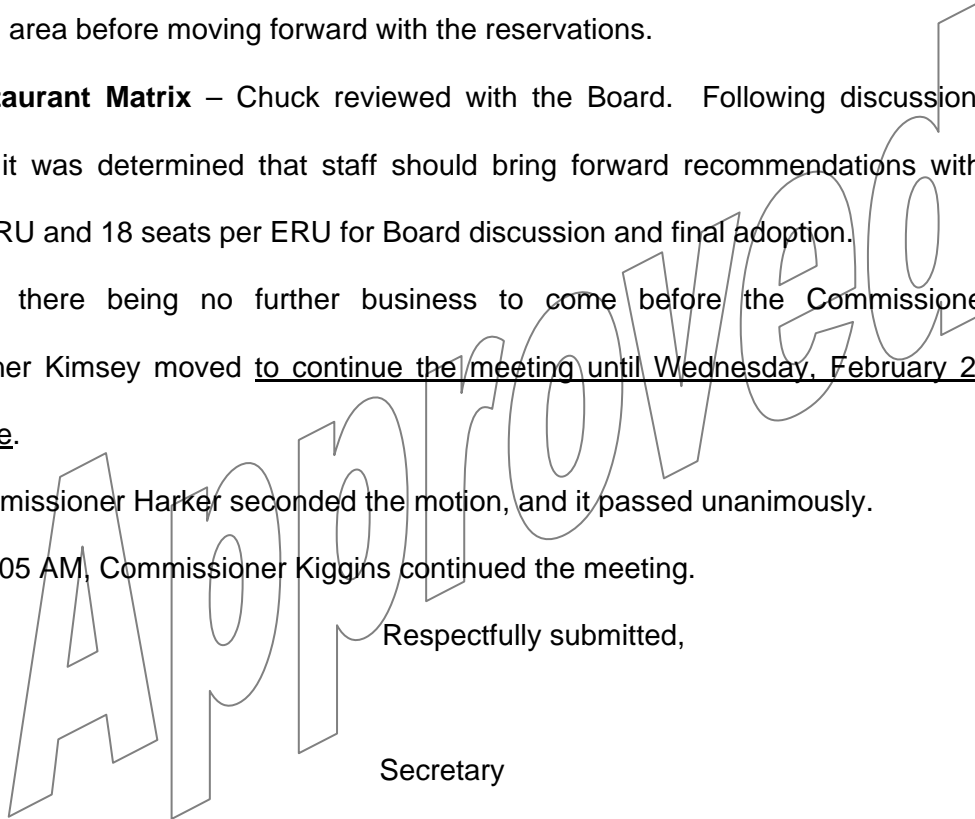 area before moving forward with the reservations.
taurant Matrix – Chuck reviewed with the Board. Following discussion
it was determined that staff should bring forward recommendations with
RU and 18 seats per ERU for Board discussion and final adoption.
there being no further business to come before the Commissione
ner Kimsey moved to continue the meeting until Wednesday, February 2
e.
missioner Harker seconded the motion, and it passed unanimously.
05 AM, Commissioner Kiggins continued the meeting.
Respectfully submitted,
Secretary
Approved